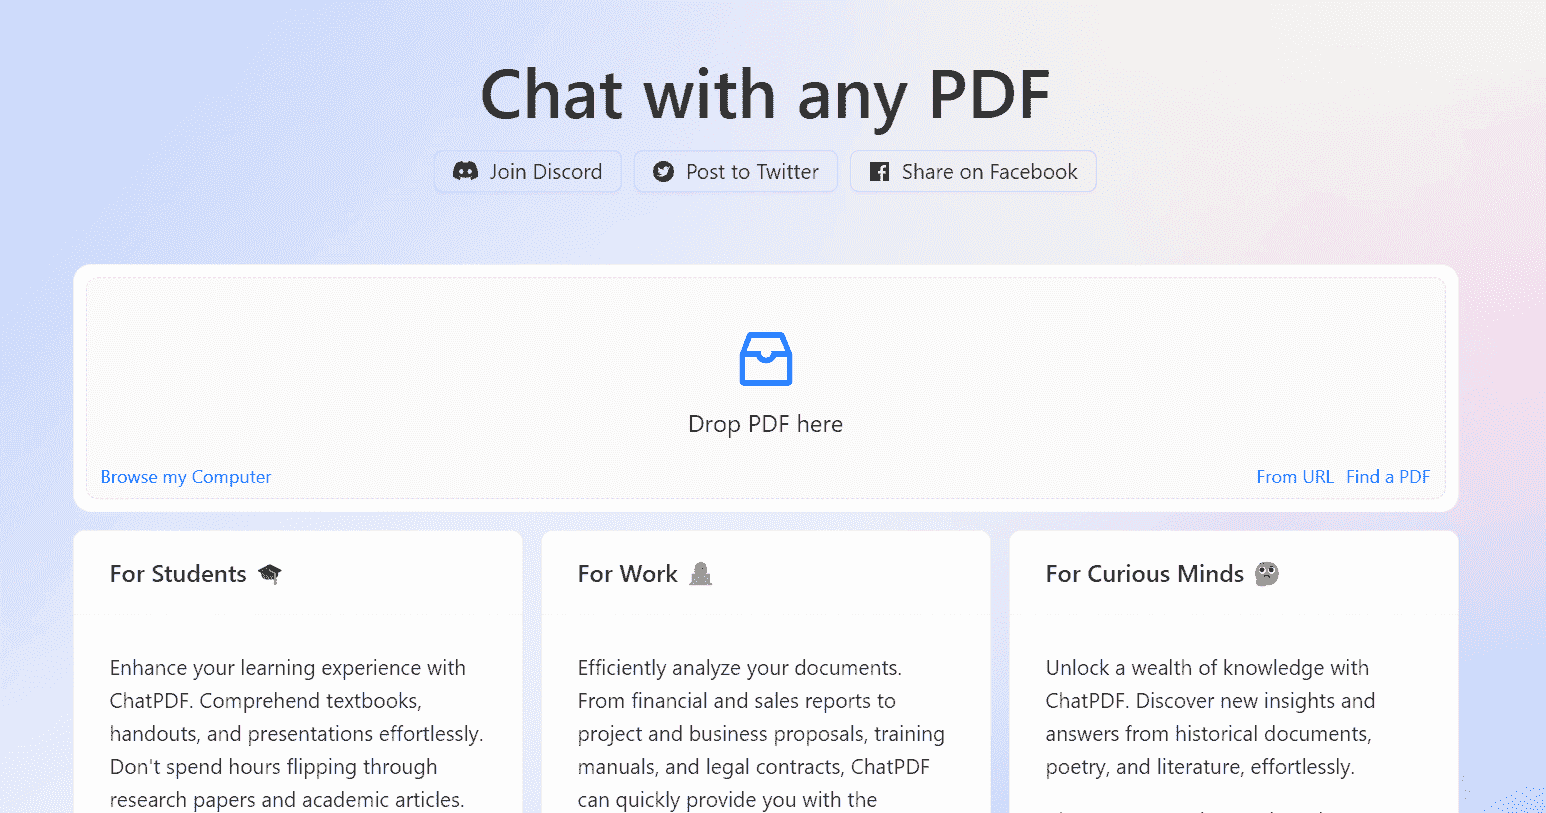 Chat with any PDF
Join Discord
Post to Twitter
Share on Facebook
Drop PDF here
Browse my Computer
From URL Find a PDF
For Students
Enhance your learning experience with
ChatPDF. Comprehend textbooks,
handouts, and presentations effortlessly.
Don't spend hours flipping through
research papers and academic articles.
For Work
Efficiently analyze your documents.
From financial and sales reports to
project and business proposals, training
manuals, and legal contracts, ChatPDF
can quickly provide you with the
For Curious Minds
Unlock a wealth of knowledge with
ChatPDF. Discover new insights and
answers from historical documents,
poetry, and literature, effortlessly.